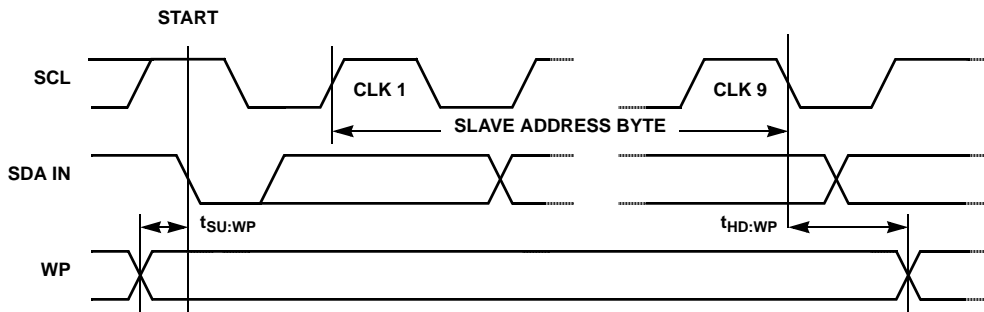 START
SCL
CLK 1
CLK 9
SLAVE ADDRESS BYTE
SDA IN
tSU:WP
tHD:WP
WP